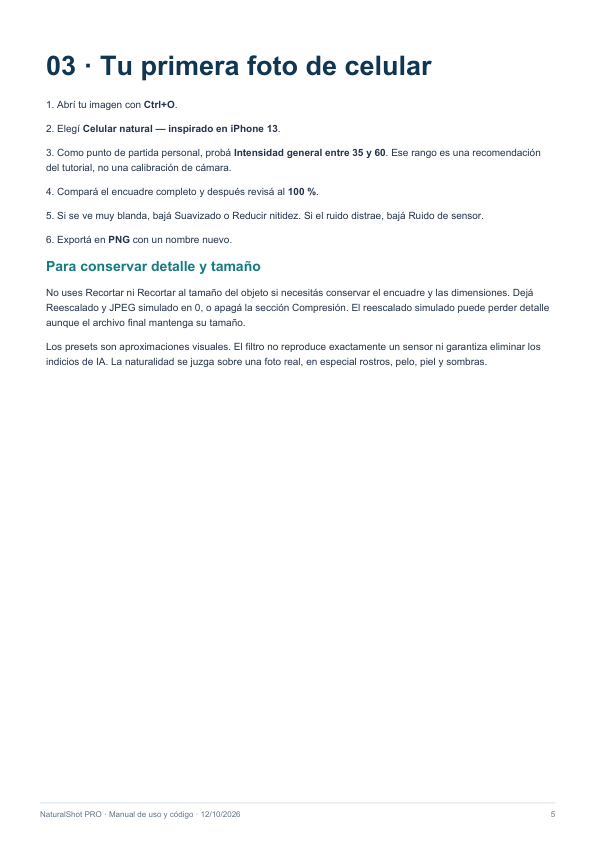 03 · Tu primera foto de celular
1. Abrí tu imagen con Ctrl+O.
2. Elegí Celular natural — inspirado en iPhone 13.
3. Como punto de partida personal, probá Intensidad general entre 35 y 60. Ese rango es una recomendación
del tutorial, no una calibración de cámara.
4. Compará el encuadre completo y después revisá al 100 %.
5. Si se ve muy blanda, bajá Suavizado o Reducir nitidez. Si el ruido distrae, bajá Ruido de sensor.
6. Exportá en PNG con un nombre nuevo.
Para conservar detalle y tamaño
No uses Recortar ni Recortar al tamaño del objeto si necesitás conservar el encuadre y las dimensiones. Dejá
Reescalado y JPEG simulado en 0, o apagá la sección Compresión. El reescalado simulado puede perder detalle
aunque el archivo final mantenga su tamaño.
Los presets son aproximaciones visuales. El filtro no reproduce exactamente un sensor ni garantiza eliminar los
indicios de IA. La naturalidad se juzga sobre una foto real, en especial rostros, pelo, piel y sombras.
NaturalShot PRO · Manual de uso y código · 12/10/2026
5